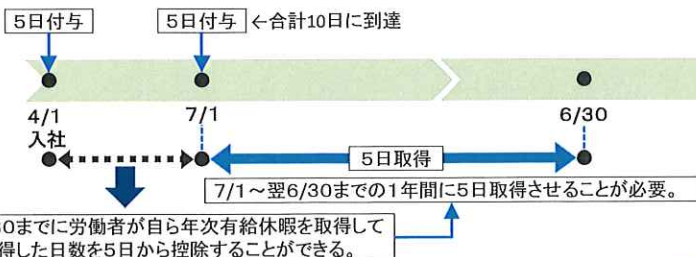 5日付与
5日付与
←合計10日に到達
4/1
入社
7/1
6/30
5日取得
7/1～翌6/30までの1年間に5日取得させることが必要。
0までに労働者が自ら年次有給休暇を取得して
得した日数を5日から控除することができる。